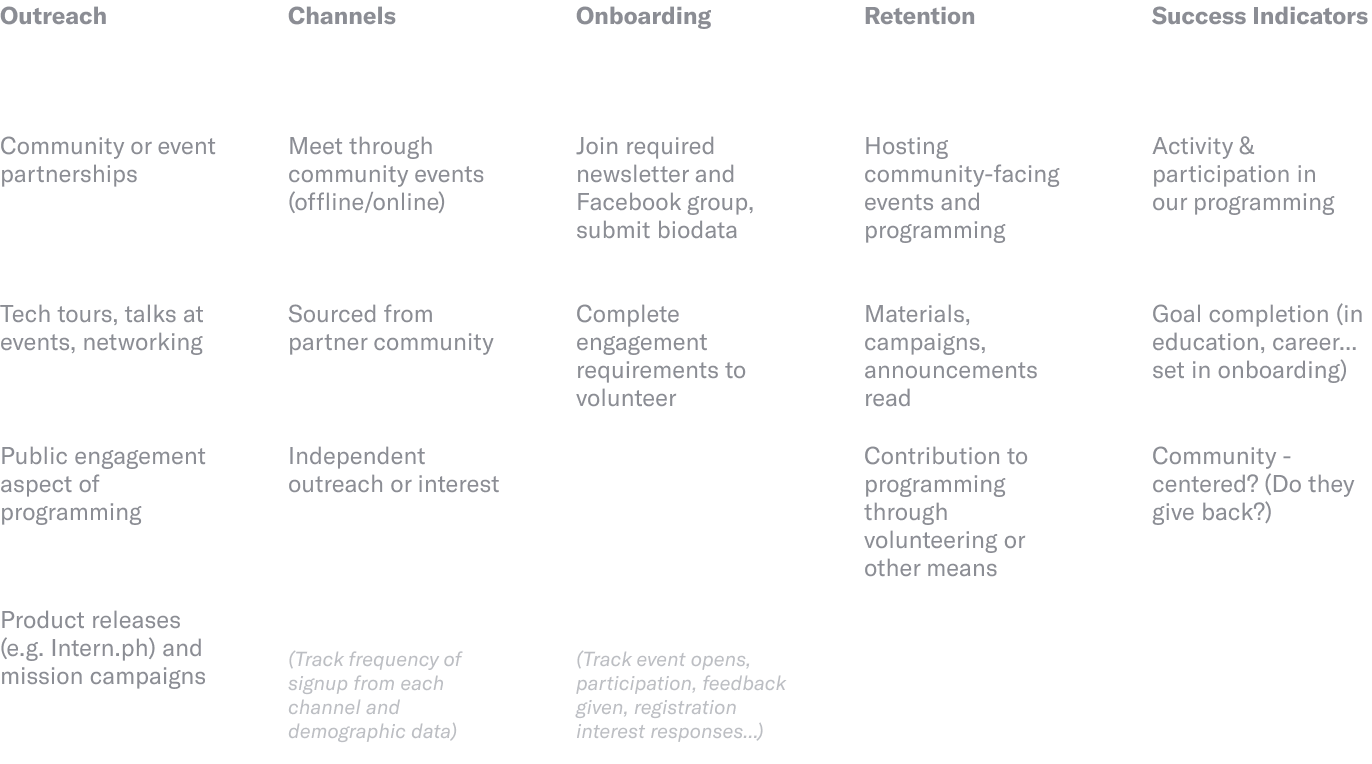 Outreach
Community or event
partnerships
Tech tours, talks at
events, networking
Public engagement
aspect of
programming
Product releases
(e.g. Intern.ph) and
mission campaigns
Channels
Meet through
community events
(offline/online)
Sourced from
partner community
Independent
outreach or interest
(Track frequency of
signup from each
channel and
demographic data)
Onboarding
Join required
newsletter and
Facebook group,
submit biodata
Complete
engagement
requirements to
volunteer
(Track event opens,
participation, feedback
given, registration
interest responses...)
Retention
Hosting
community-facing
events and
programming
Materials,
campaigns,
announcements
read
Contribution to
programming
through
volunteering or
other means
Success Indicators
Activity &
participation in
our programming
Goal completion (in
education, career...
set in onboarding)
Community -
centered? (Do they
give back?)